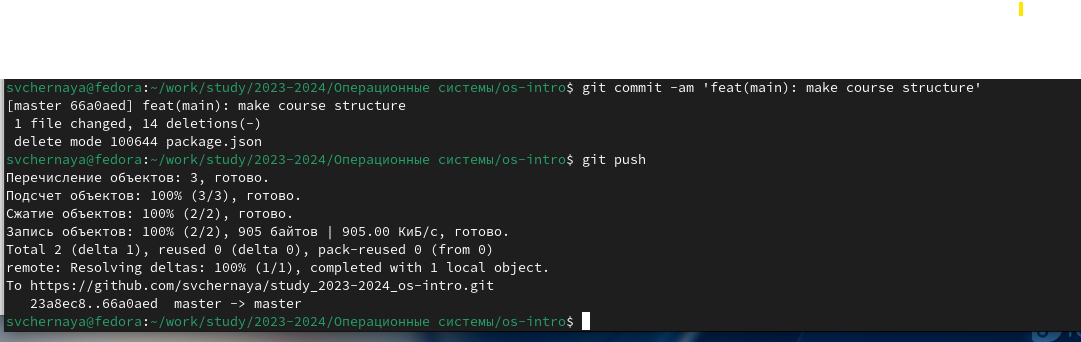 svchernaya@fedora:~/work/study/2023-2024/Операционные системы/os-intro$ git commit -am 'feat(main): make course structure'
[master 66a0aed] feat(main): make course structure
 1 file changed, 14 deletions(-)
 delete mode 100644 package.json
svchernaya@fedora:~/work/study/2023-2024/Операционные системы/os-intro$ git push
Перечисление объектов: 3, готово.
Подсчет объектов: 100% (3/3), готово.
Сжатие объектов: 100% (2/2), готово.
Запись объектов: 100% (2/2), 905 байтов | 905.00 КиБ/с, готово.
Total 2 (delta 1), reused 0 (delta 0), pack-reused 0 (from 0)
remote: Resolving deltas: 100% (1/1), completed with 1 local object.
To https://github.com/svchernaya/study_2023-2024_os-intro.git
   23a8ec8..66a0aed  master -> master
svchernaya@fedora:~/work/study/2023-2024/Операционные системы/os-intro$